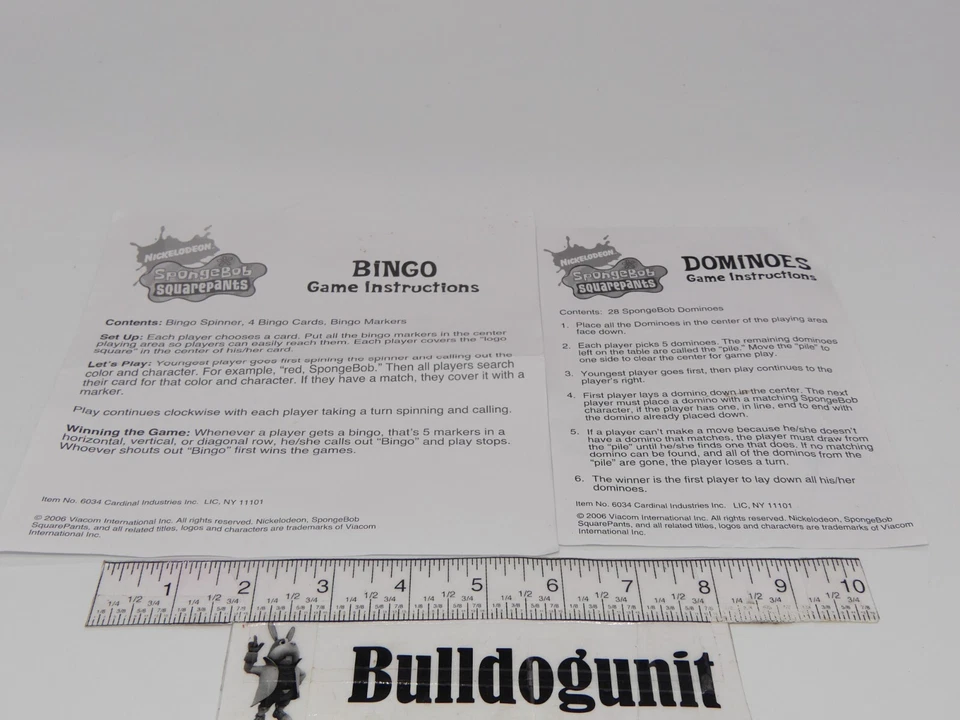 NICKELODEON
SpongeBob
SQUAREPANTS
BINGO
Game Instructions
Contents: Bingo Spinner, 4 Bingo Cards, Bingo Markers
Set Up: Each player chooses a card. Put all the bingo markers in the center
playing area so players can easily reach them. Each player covers the "logo
square" in the center of his/her card.
Let's Play: Youngest player goes first spinning the spinner and calling out the
color and character. For example, "red, SpongeBob." Then all players search
their card for that color and character. If they have a match, they cover it with a
marker.
Play continues clockwise with each player taking a turn spinning and calling.
Winning the Game: Whenever a player gets a bingo, that's 5 markers in a
horizontal, vertical, or diagonal row, he/she calls out "Bingo" and play stops.
Whoever shouts out "Bingo" first wins the games.
Item No. 6034 Cardinal Industries Inc. LIC, NY 11101
© 2006 Viacom International Inc. All rights reserved. Nickelodeon, SpongeBob
SquarePants, and all related titles, logos and characters are trademarks of Viacom
International Inc.
NICKELODEON
SpongeBob
SQUAREPANTS
DOMINOES
Game Instructions
Contents: 28 SpongeBob Dominoes
1. Place all the Dominoes in the center of the playing area
face down.
2. Each player picks 5 dominoes. The remaining dominoes
left on the table are called the "pile." Move the "pile" to
one side to clear the center for game play.
3. Youngest player goes first, then play continues to the
player's right.
4. First player lays a domino down in the center. The next
player must place a domino with a matching SpongeBob
character, if the player has one, in line, end to end with
the domino already placed down.
5. If a player can't make a move because he/she doesn't
have a domino that matches, the player must draw from
the "pile" until he/she finds one that does. If no matching
domino can be found, and all of the dominos from the
"pile" are gone, the player loses a turn.
6. The winner is the first player to lay down all his/her
dominoes.
Item No. 6034 Cardinal Industries Inc. LIC, NY 11101
© 2006 Viacom International Inc. All rights reserved. Nickelodeon, SpongeBob
SquarePants, and all related titles, logos and characters are trademarks of Viacom
International Inc.
1 2 3 4 5 6 7 8 9 10
Bulldogunit